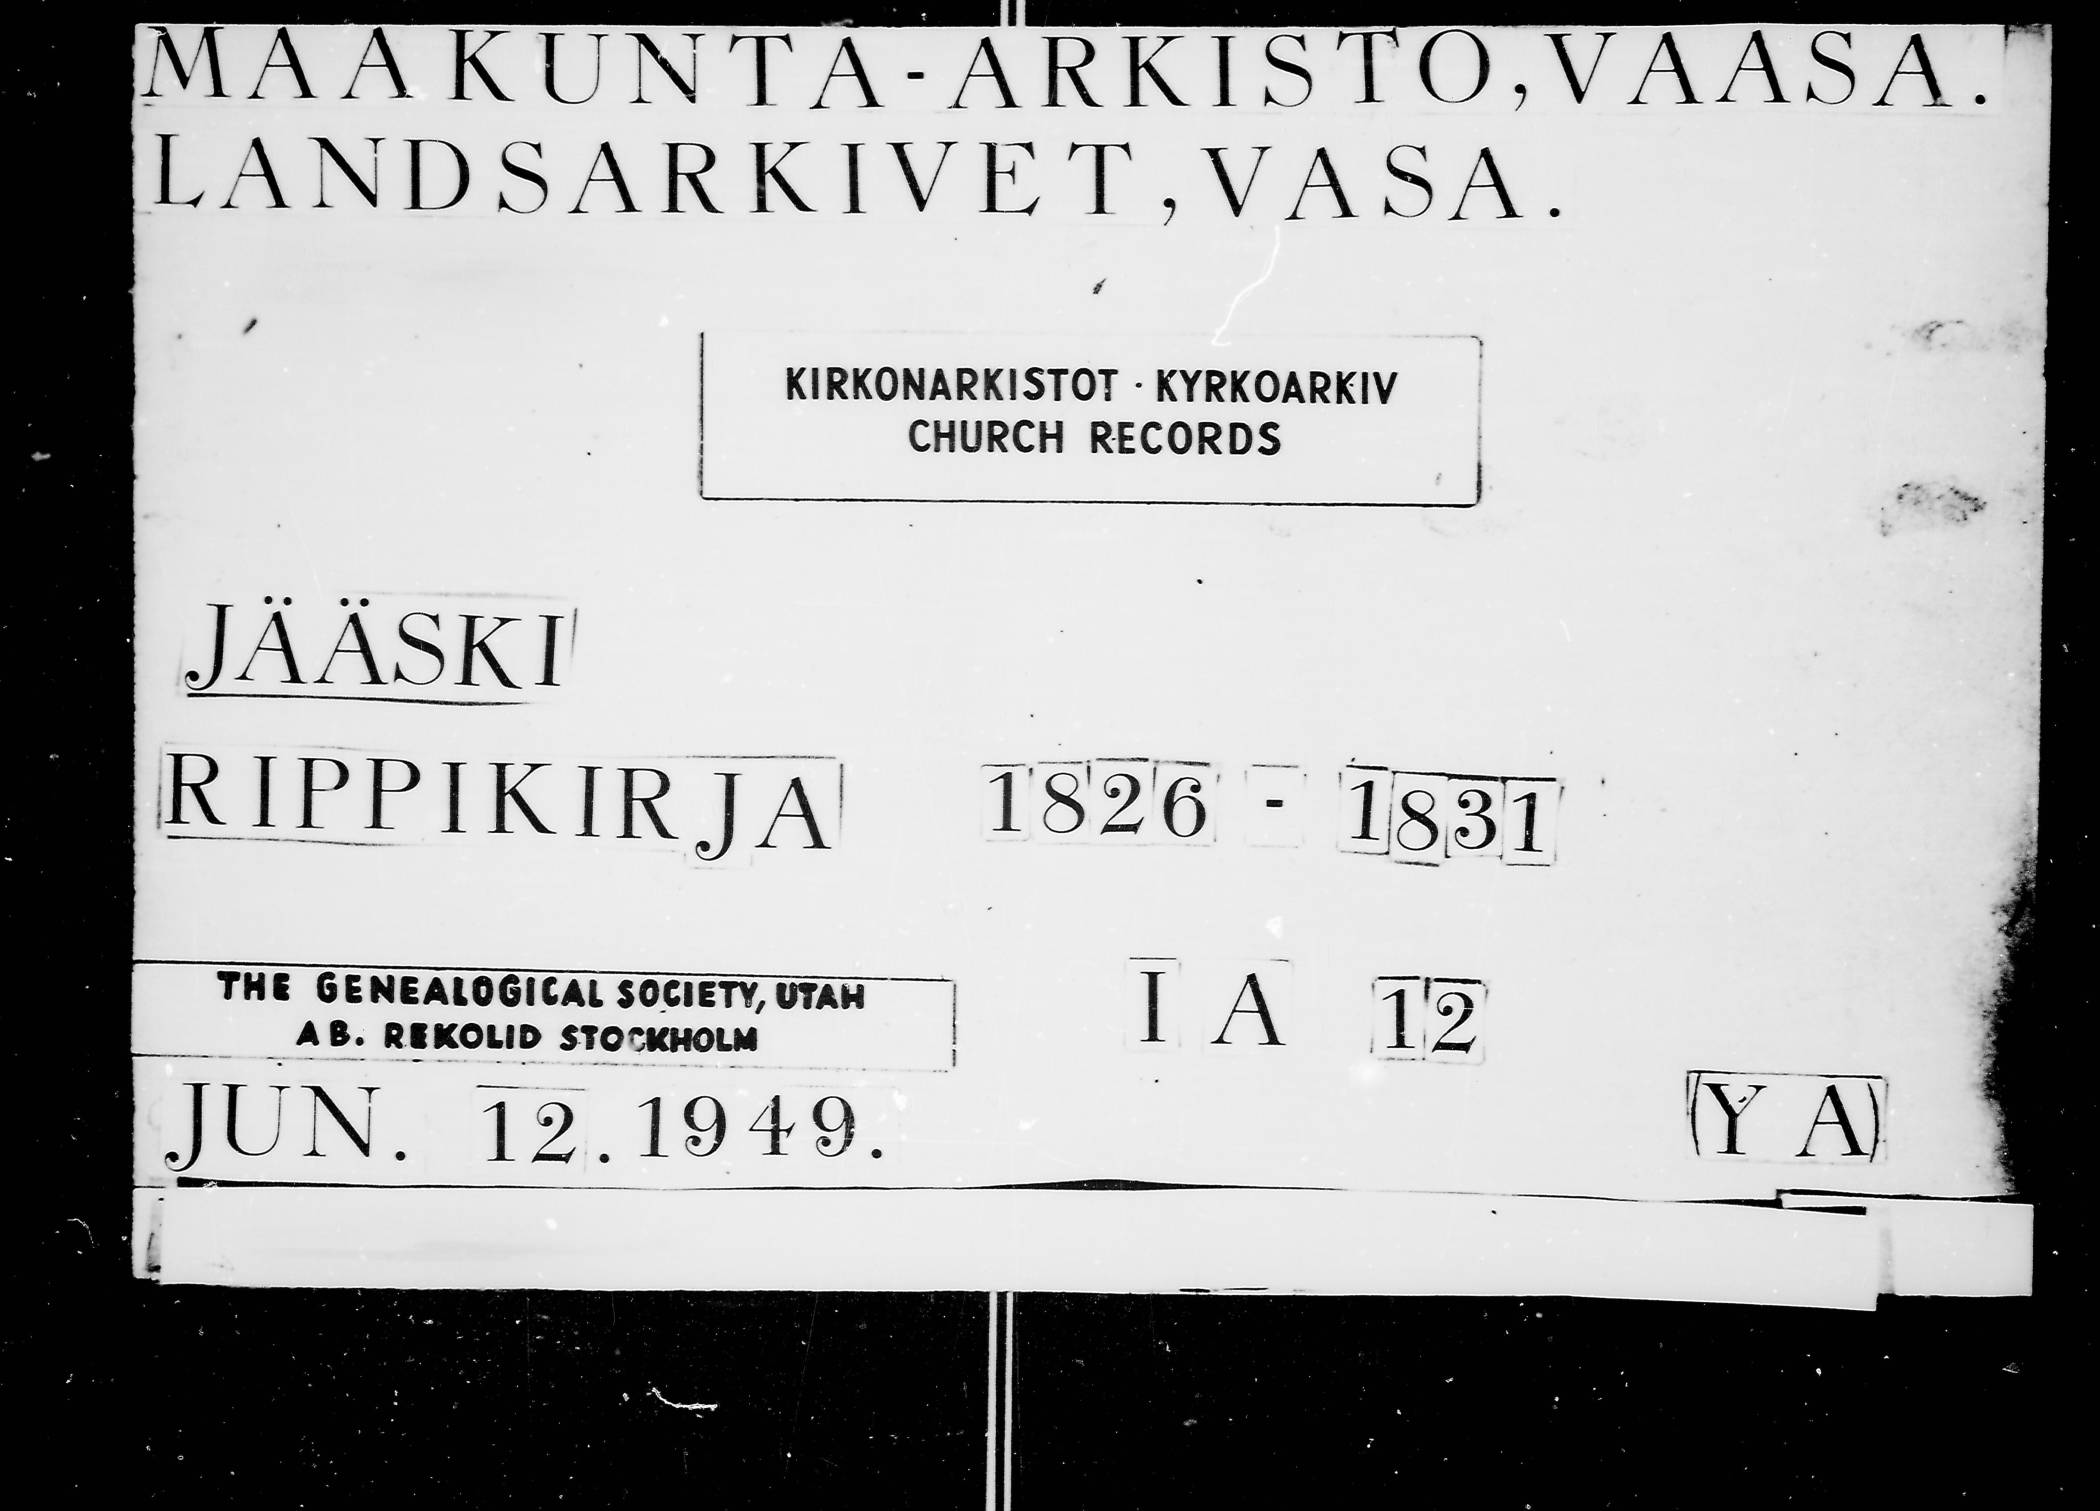 MAAKUNTA-ARKISTO, VAASA.
LANDSARKIVET, VASA.
KIRKONARKISTOT · KYRKOARKIV
CHURCH RECORDS
JÄÄSKI
RIPPIKIRJA 1826 - 1831
THE GENEALOGICAL SOCIETY, UTAH
AB. REKOLID STOCKHOLM
I A 12
JUN. 12. 1949.
(Y A)